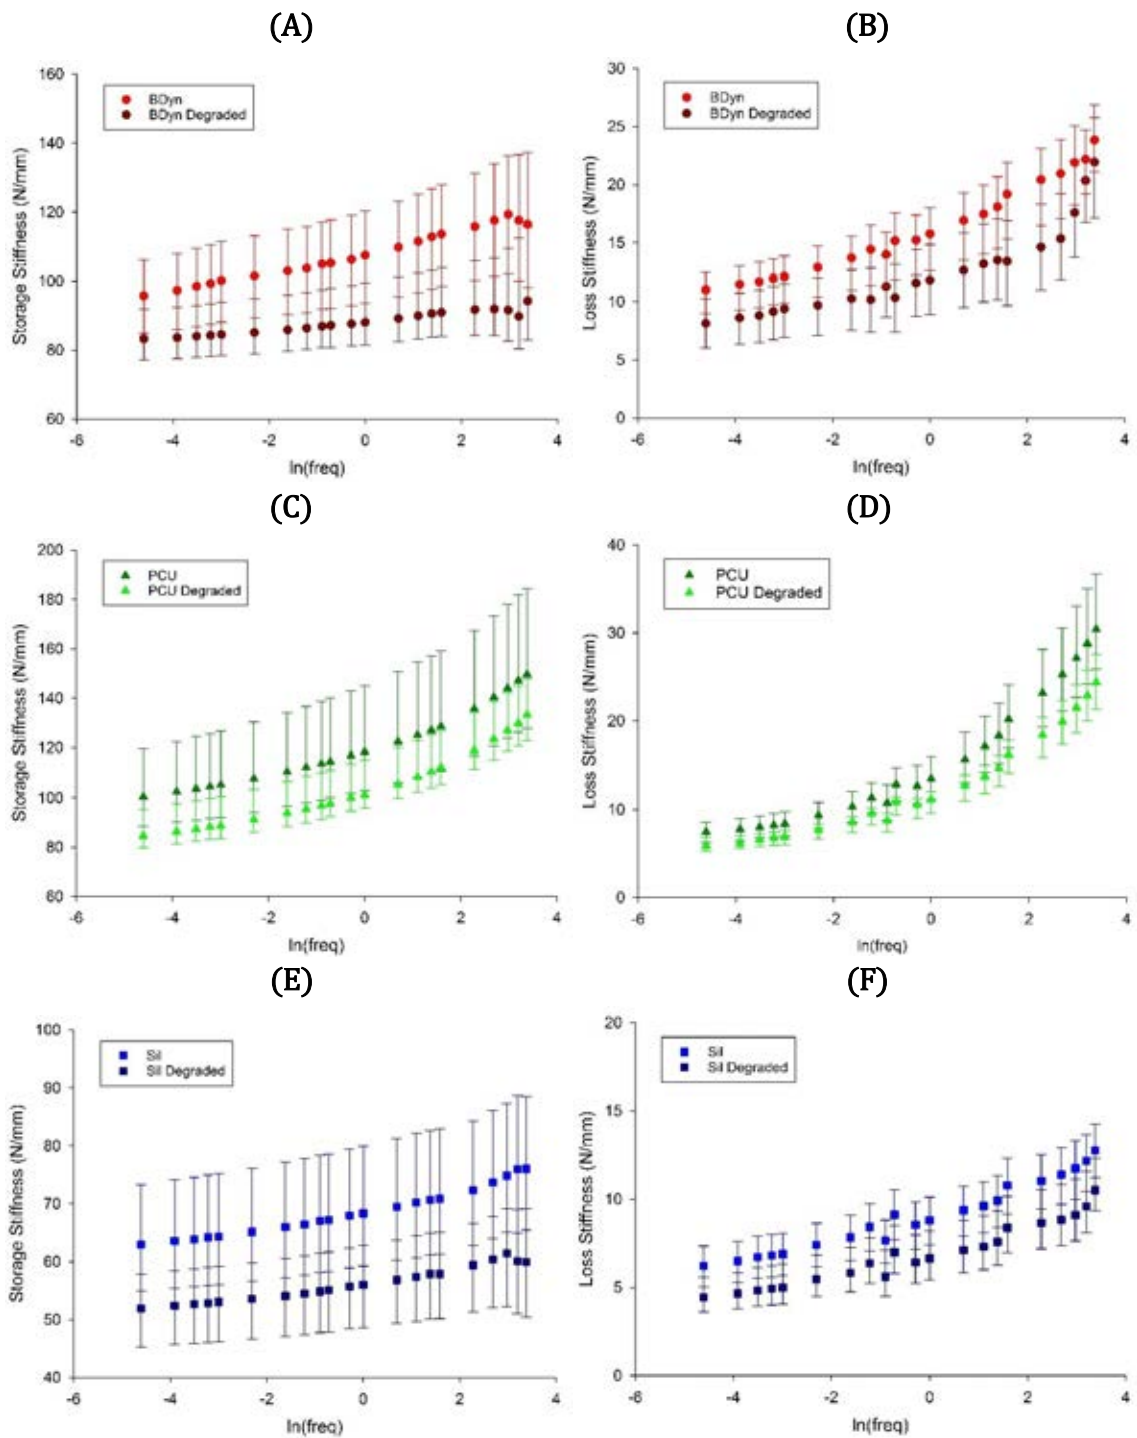 (A)
(B)
160
140
120
100
80
60
-6
-4
-2
0
2
4
Storage Stiffness (N/mm)
ln(freq)
BDyn
BDyn Degraded
30
25
20
15
10
5
0
-6
-4
-2
0
2
4
Loss Stiffness (N/mm)
ln(freq)
BDyn
BDyn Degraded
(C)
(D)
200
180
160
140
120
100
80
60
-6
-4
-2
0
2
4
Storage Stiffness (N/mm)
ln(freq)
PCU
PCU Degraded
40
30
20
10
0
-6
-4
-2
0
2
4
Loss Stiffness (N/mm)
ln(freq)
PCU
PCU Degraded
(E)
(F)
100
90
80
70
60
50
40
-6
-4
-2
0
2
4
Storage Stiffness (N/mm)
ln(freq)
Sil
Sil Degraded
20
15
10
5
0
-6
-4
-2
0
2
4
Loss Stiffness (N/mm)
ln(freq)
Sil
Sil Degraded